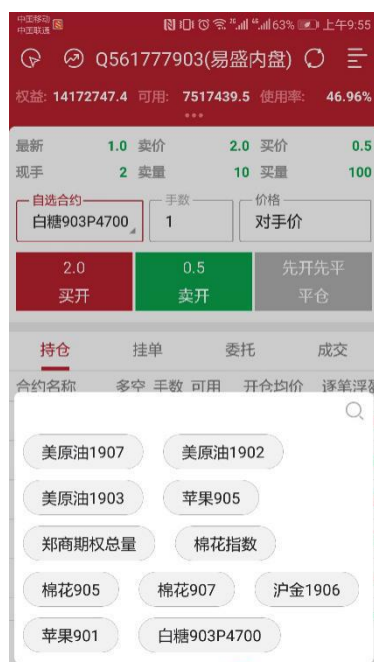 中国移动
中国联通
63% 上午9:55
Q561777903(易盛内盘)
权益: 14172747.4 可用: 7517439.5 使用率: 46.96%
最新 1.0 卖价 2.0 买价 0.5
现手 2 卖量 10 买量 100
自选合约 手数 价格
白糖903P4700 1 对手价
2.0 0.5 先开先平
买开 卖开 平仓
持仓 挂单 委托 成交
合约名称 多空 手数 可用 开仓均价 逐笔浮
美原油1907 美原油1902
美原油1903 苹果905
郑商期权总量 棉花指数
棉花905 棉花907 沪金1906
苹果901 白糖903P4700